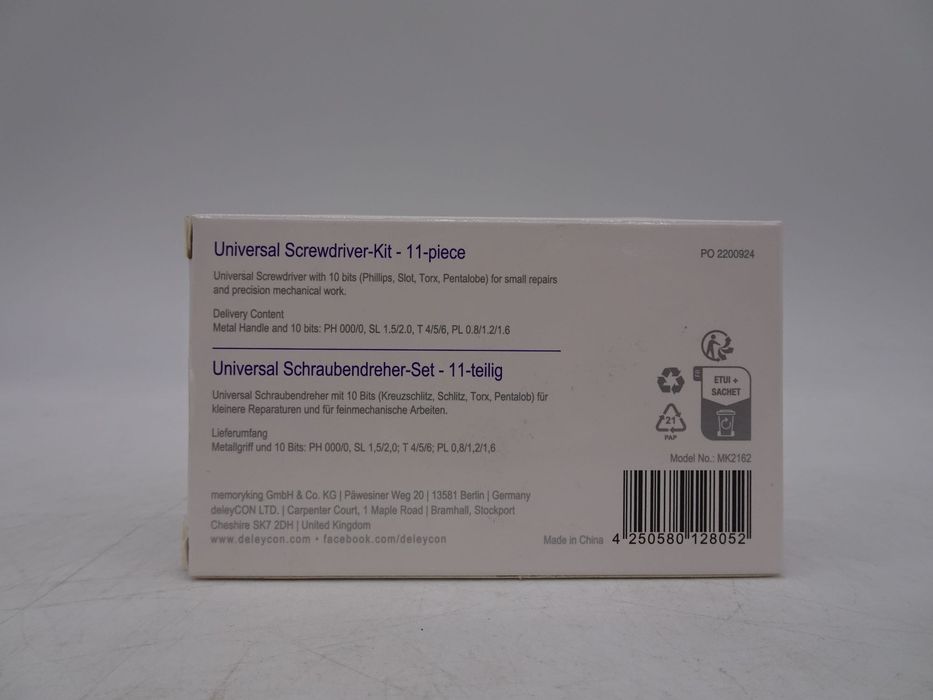 Universal Screwdriver-Kit - 11-piece
PO 2200924
Universal Screwdriver with 10 bits (Phillips, Slot, Torx, Pentalobe) for small repairs
and precision mechanical work.
Delivery Content
Metal Handle and 10 bits: PH 000/0, SL 1.5/2.0, T 4/5/6, PL 0.8/1.2/1.6
Universal Schraubendreher-Set - 11-teilig
Universal Schraubendreher mit 10 Bits (Kreuzschlitz, Schlitz, Torx, Pentalob) für
kleinere Reparaturen und für feinmechanische Arbeiten.
Lieferumfang
Metallgriff und 10 Bits: PH 000/0, SL 1,5/2,0; T 4/5/6; PL 0,8/1,2/1,6
FR
ETUI +
SACHET
21
PAP
Model No.: MK2162
memoryking GmbH & Co. KG | Päwesiner Weg 20 | 13581 Berlin | Germany
deleyCON LTD. | Carpenter Court, 1 Maple Road | Bramhall, Stockport
Cheshire SK7 2DH | United Kingdom
www.deleycon.com • facebook.com/deleycon
Made in China
4 250580 128052